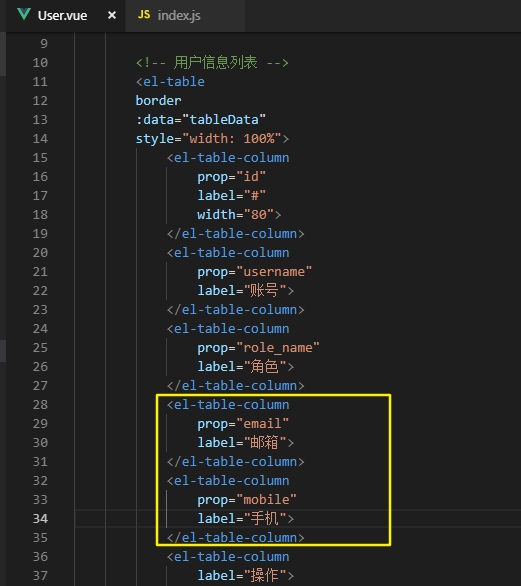 User.vue × JS index.js
9
10 <!-- 用户信息列表 -->
11 <el-table
12 border
13 :data="tableData"
14 style="width: 100%">
15 <el-table-column
16 prop="id"
17 label="#"
18 width="80">
19 </el-table-column>
20 <el-table-column
21 prop="username"
22 label="账号">
23 </el-table-column>
24 <el-table-column
25 prop="role_name"
26 label="角色">
27 </el-table-column>
28 <el-table-column
29 prop="email"
30 label="邮箱">
31 </el-table-column>
32 <el-table-column
33 prop="mobile"
34 label="手机">
35 </el-table-column>
36 <el-table-column
37 label="操作">